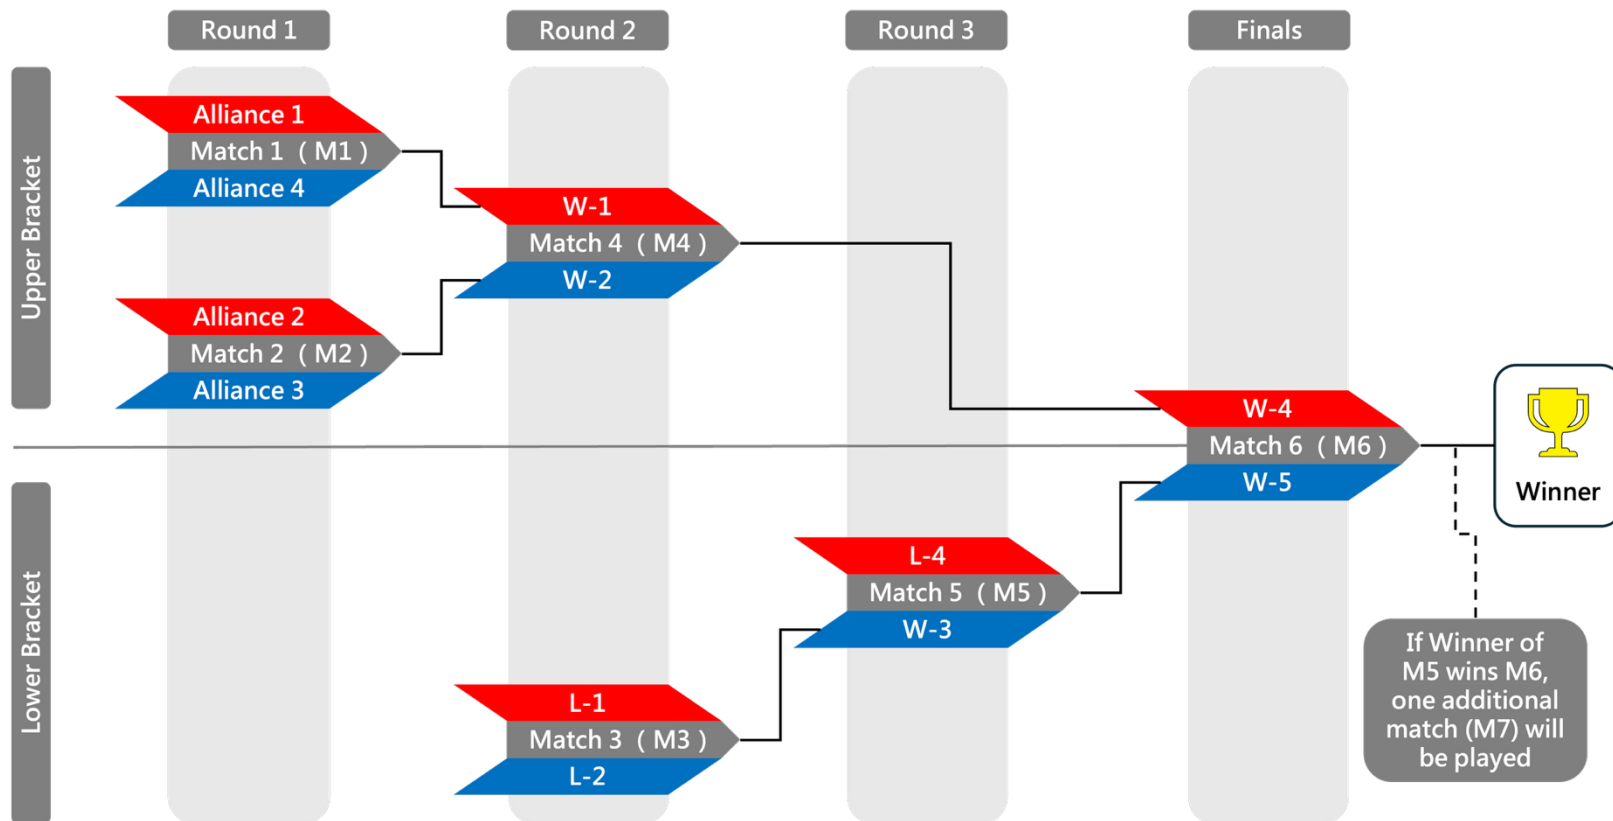 Round 1
Round 2
Round 3
Finals
Upper Bracket
Alliance 1
Match 1 ( M1 )
Alliance 4
W-1
Match 4 ( M4 )
W-2
Alliance 2
Match 2 ( M2 )
Alliance 3
W-4
Match 6 ( M6 )
W-5
Winner
Lower Bracket
L-4
Match 5 ( M5 )
W-3
L-1
Match 3 ( M3 )
L-2
If Winner of
M5 wins M6,
one additional
match (M7) will
be played